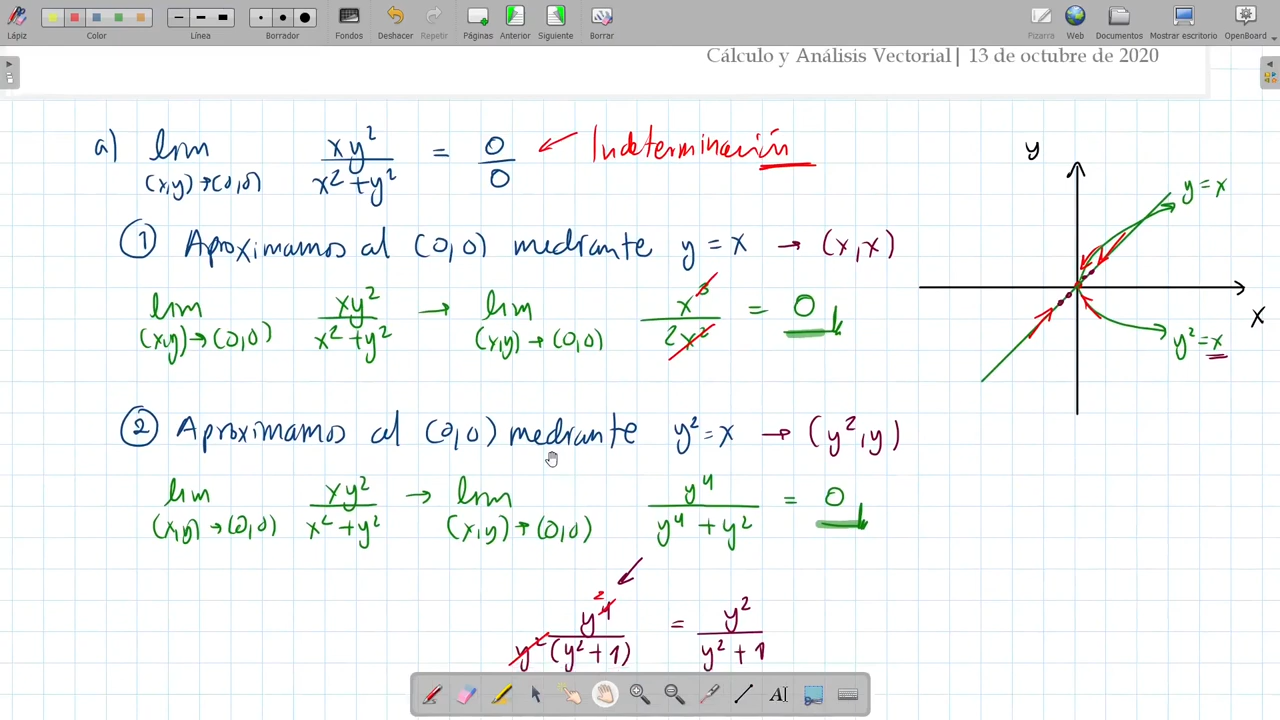 Lápiz Color Línea Borrador Fondos Deshacer Repetir Páginas Anterior Siguiente Borrar Pizarra Web Documentos Mostrar escritorio OpenBoard
Cálculo y Análisis Vectorial| 13 de octubre de 2020
a) lim (x,y)→(0,0) xy²/(x²+y²) = 0/0 ← Indeterminación
① Aproximamos al (0,0) mediante y = x → (x,x)
lim (x,y)→(0,0) xy²/(x²+y²) → lim (x,y)→(0,0) x³/2x² = 0
② Aproximamos al (0,0) mediante y² = x → (y²,y)
lim (x,y)→(0,0) xy²/(x²+y²) → lim (x,y)→(0,0) y⁴/(y⁴+y²) = 0
y⁴ ²/(y²(y²+1)) = y²/(y²+1)
y
y = x
x
y² = x
AI